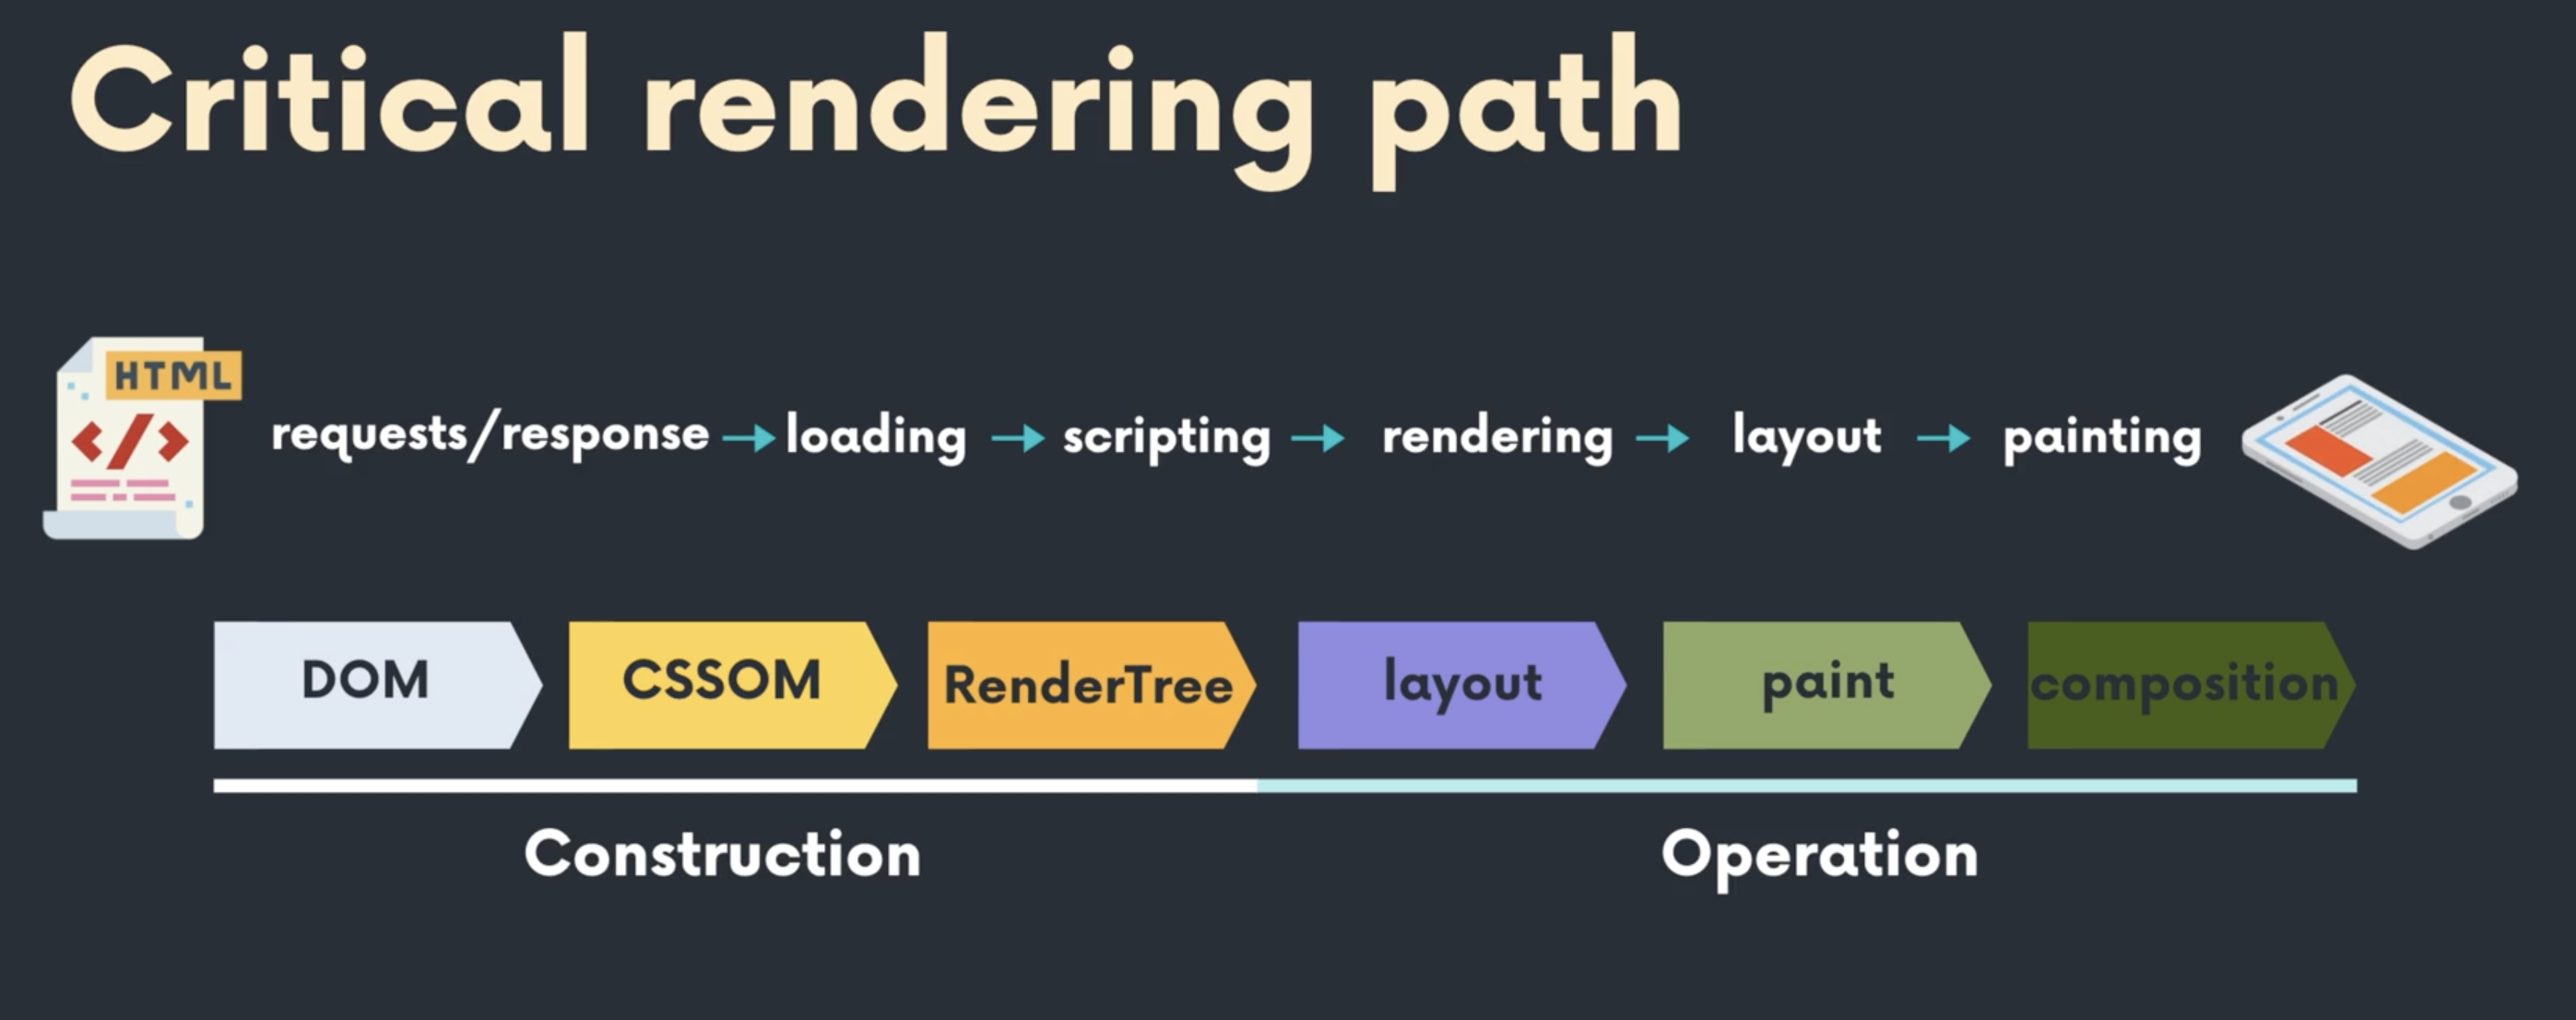 Critical rendering path
HTML
requests/response → loading → scripting → rendering → layout → painting
DOM CSSOM RenderTree layout paint composition
Construction Operation